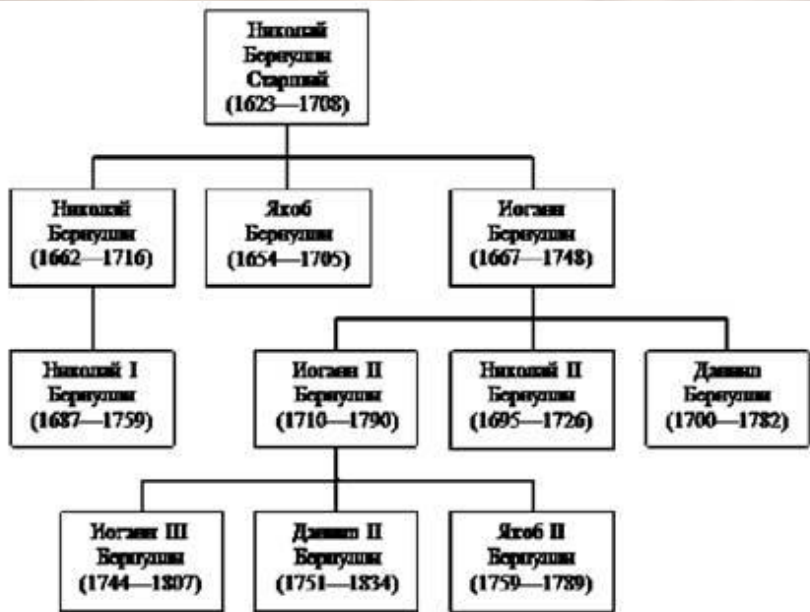 Николай
Бернулли
Старший
(1623—1708)
Николай
Бернулли
(1662—1716)
Якоб
Бернулли
(1654—1705)
Иоганн
Бернулли
(1667—1748)
Николай I
Бернулли
(1687—1759)
Иоганн II
Бернулли
(1710—1790)
Николай II
Бернулли
(1695—1726)
Даниил
Бернулли
(1700—1782)
Иоганн III
Бернулли
(1744—1807)
Даниил II
Бернулли
(1751—1834)
Якоб II
Бернулли
(1759—1789)